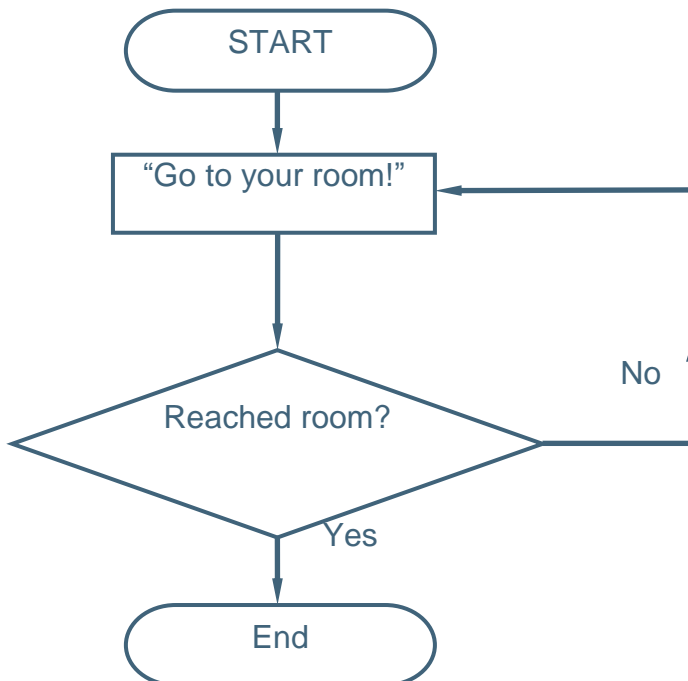 START
“Go to your room!”
No
Reached room?
Yes
End